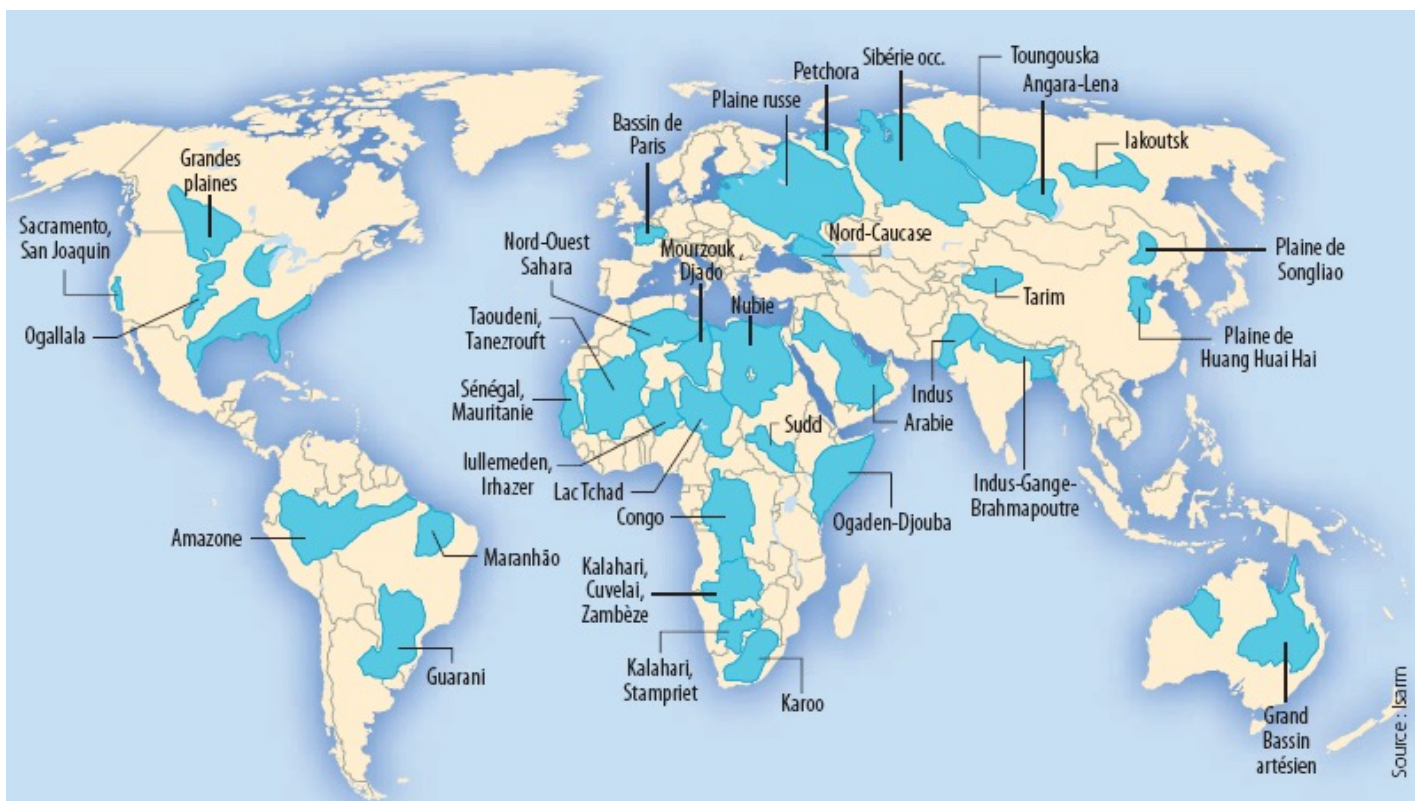 Sibérie occ.
Toungouska
Petchora
Angara-Lena
Plaine russe
Bassin de
Paris
Iakoutsk
Grandes
plaines
Sacramento,
San Joaquin
Nord-Ouest
Sahara
Mourzouk,
Djado
Nord-Caucase
Plaine de
Songliao
Ogallala
Taoudeni,
Tanezrouft
Nubie
Tarim
Plaine de
Huang Huai Hai
Sénégal,
Mauritanie
Indus
Arabie
Sudd
Iullemeden,
Irhazer
Lac Tchad
Indus-Gange-
Brahmapoutre
Congo
Ogaden-Djouba
Amazone
Maranhão
Kalahari,
Cuvelai,
Zambèze
Guarani
Kalahari,
Stampriet
Karoo
Grand
Bassin
artésien
Source : Isarm